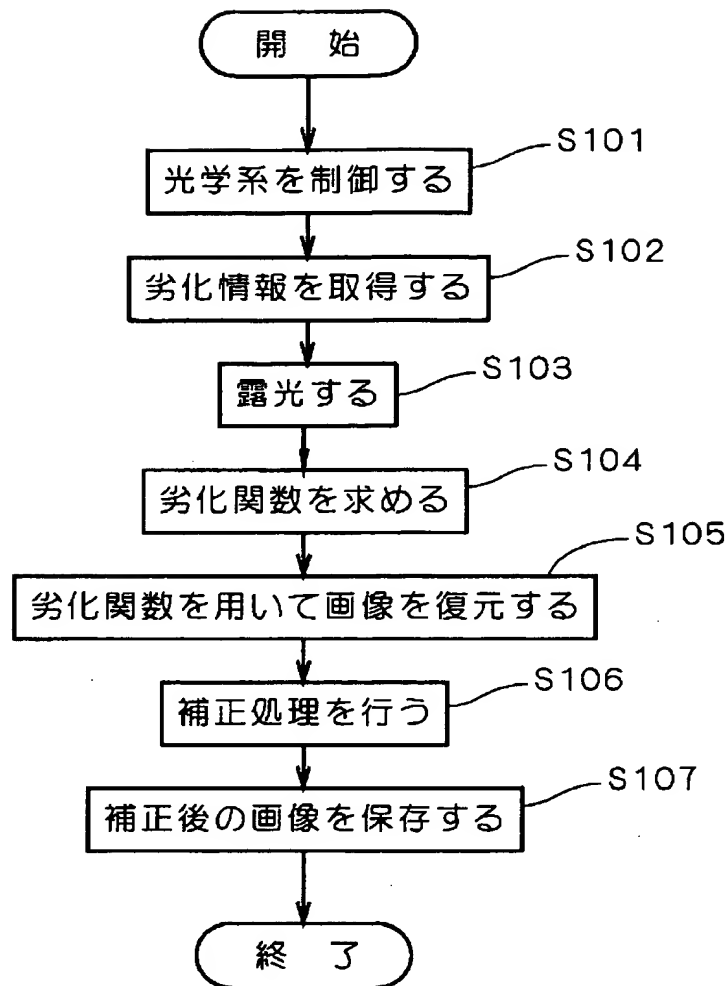 開 始
S101
光学系を制御する
S102
劣化情報を取得する
S103
露光する
S104
劣化関数を求める
S105
劣化関数を用いて画像を復元する
S106
補正処理を行う
S107
補正後の画像を保存する
終 了